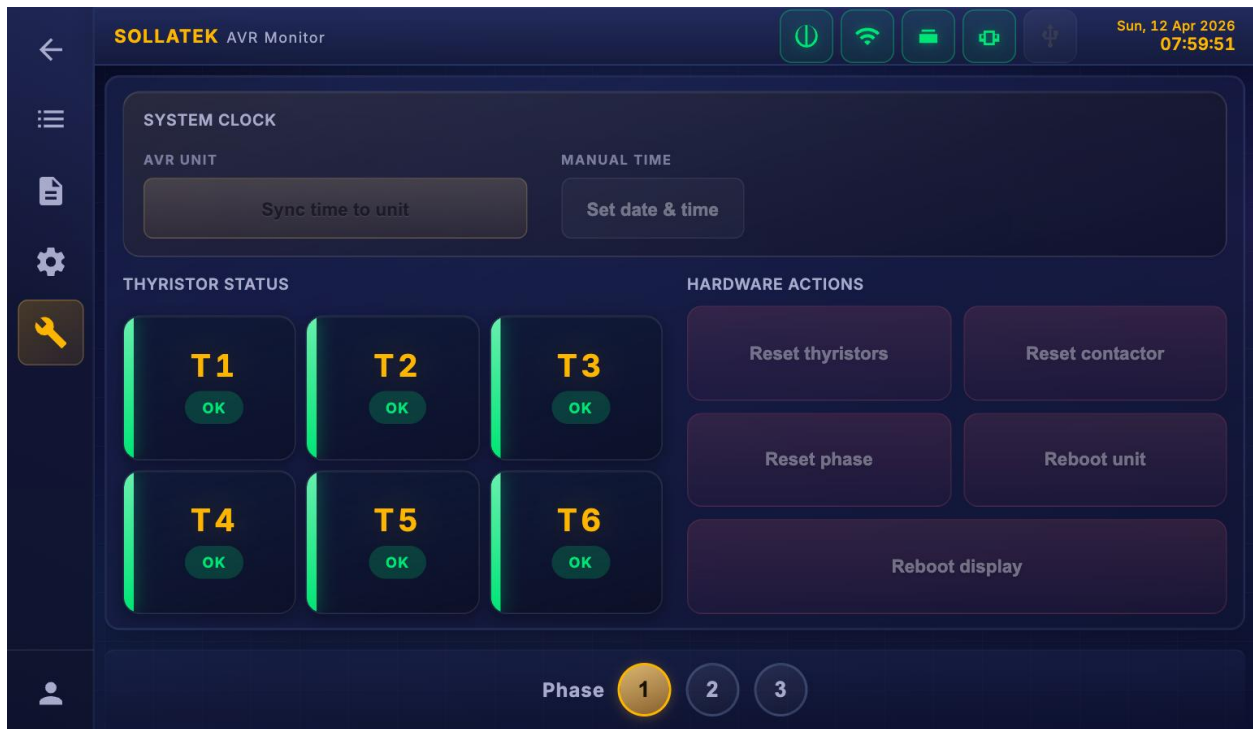 SOLLATEK AVR Monitor
Sun, 12 Apr 2026
07:59:51
SYSTEM CLOCK
AVR UNIT
MANUAL TIME
Sync time to unit
Set date & time
THYRISTOR STATUS
T1
OK
T2
OK
T3
OK
T4
OK
T5
OK
T6
OK
HARDWARE ACTIONS
Reset thyristors
Reset contactor
Reset phase
Reboot unit
Reboot display
Phase 1 2 3